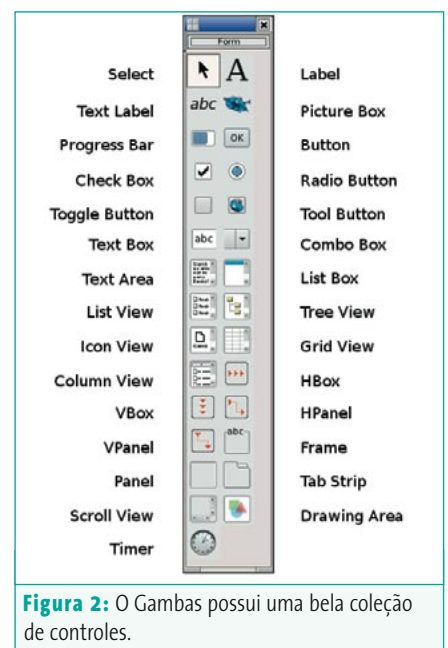 Form
Select
A
Label
Text Label
abc
Picture Box
Progress Bar
OK
Button
Check Box
Radio Button
Toggle Button
Tool Button
Text Box
abc
Combo Box
Text Area
List Box
List View
Tree View
Icon View
Grid View
Column View
HBox
VBox
HPanel
VPanel
abc
Frame
Panel
Tab Strip
Scroll View
Drawing Area
Timer
Figura 2: O Gambas possui uma bela coleção
de controles.